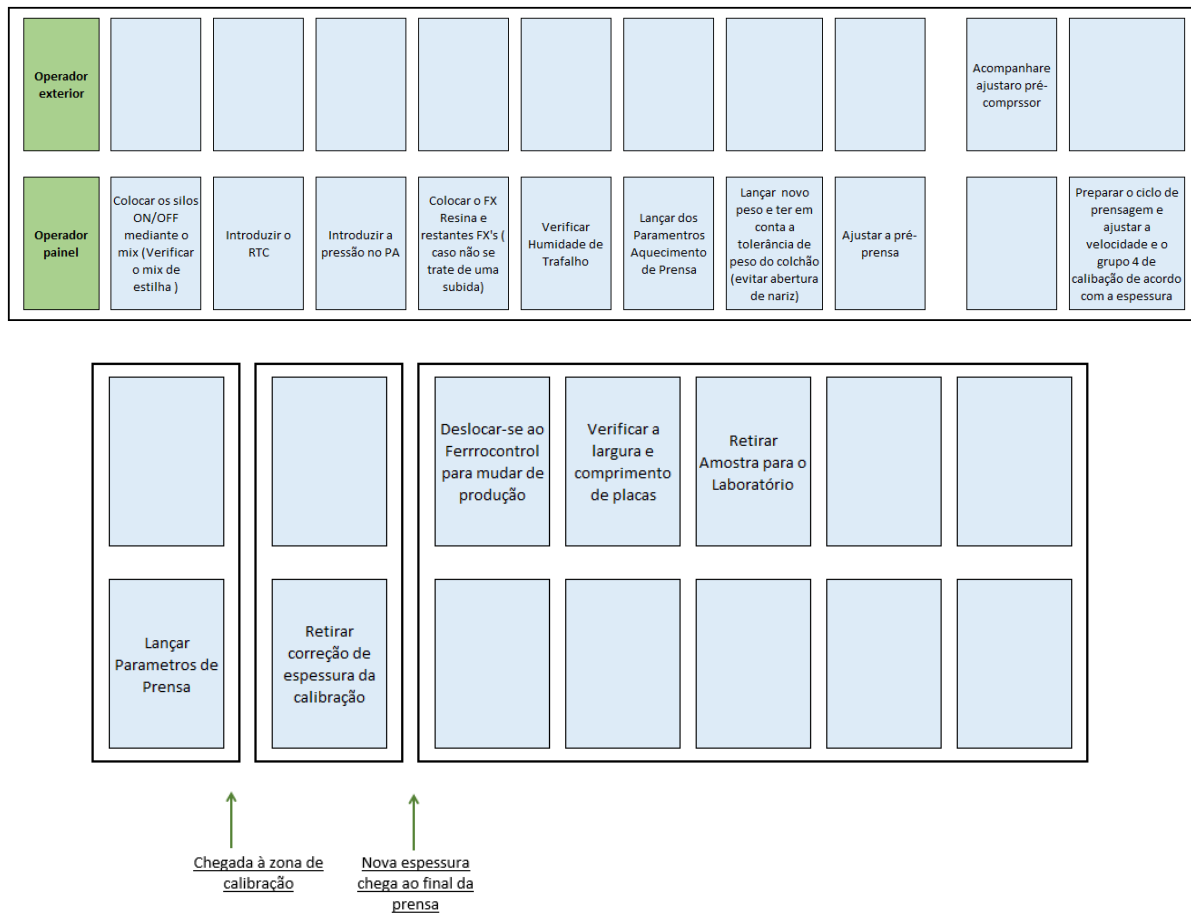 Operador
exterior
Acompanhare
ajustaro pré-
comprssor
Operador
painel
Colocar os silos
ON/OFF
mediante o
mix (Verificar
o mix de
estilha )
Introduzir o
RTC
Introduzir a
pressão no PA
Colocar o FX
Resina e
restantes FX's (
caso não se
trate de uma
subida)
Verificar
Humidade de
Trafalho
Lançar dos
Paramentros
Aquecimento
de Prensa
Lançar novo
peso e ter em
conta a
tolerância de
peso do colchão
(evitar abertura
de nariz)
Ajustar a pré-
prensa
Preparar o ciclo de
prensagem e
ajustar a
velocidade e o
grupo 4 de
calibação de acordo
com a espessura
Deslocar-se ao
Ferrrocontrol
para mudar de
produção
Verificar a
largura e
comprimento
de placas
Retirar
Amostra para o
Laboratório
Lançar
Parametros de
Prensa
Retirar
correção de
espessura da
calibração
Chegada à zona de
calibração
Nova espessura
chega ao final da
prensa